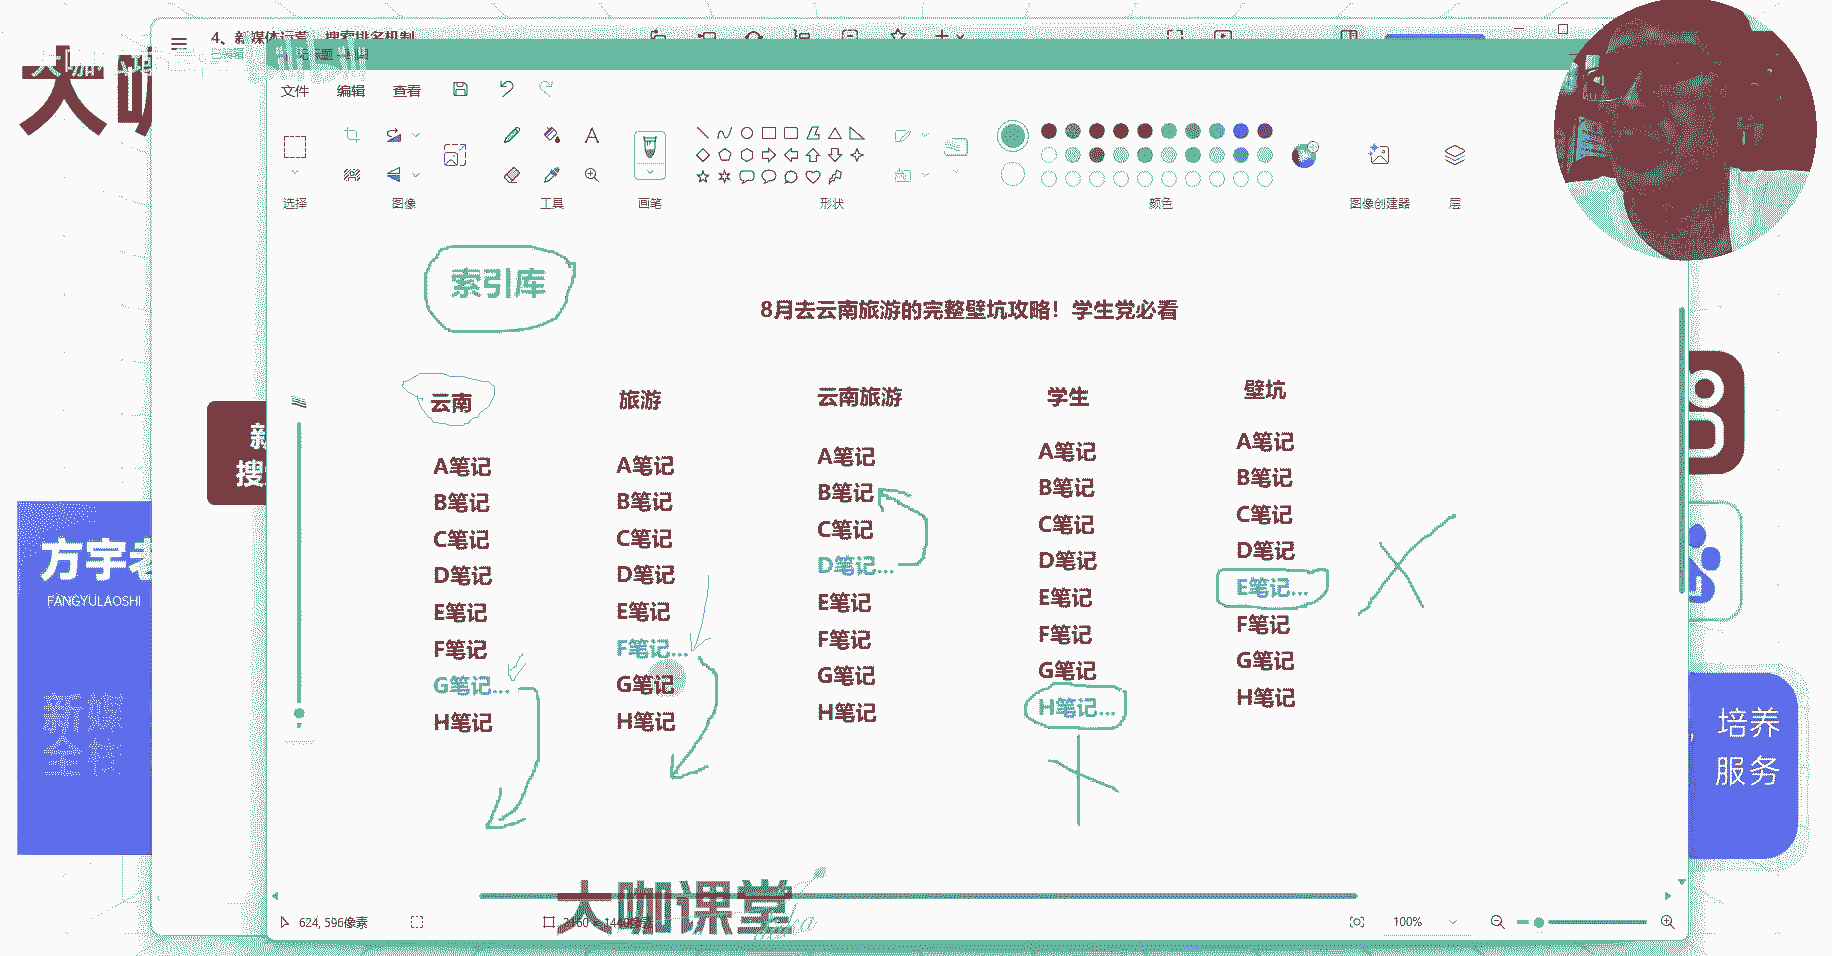 4、新媒体运营 搜索排名机制
大咖
文件 编辑 查看
选择 图像 工具 画笔 形状 颜色 图像创建器 层
索引库
8月去云南旅游的完整壁坑攻略！学生党必看
云南 旅游 云南旅游 学生 壁坑
A笔记 A笔记 A笔记 A笔记 A笔记
B笔记 B笔记 B笔记 B笔记 B笔记
C笔记 C笔记 C笔记 C笔记 C笔记
D笔记 D笔记 D笔记... D笔记 D笔记
E笔记 E笔记 E笔记 E笔记 E笔记...
F笔记 F笔记... F笔记 F笔记 F笔记
G笔记... G笔记 G笔记 G笔记 G笔记
H笔记 H笔记 H笔记 H笔记... H笔记
新
搜
方宇老
FANGYULAOSHI
新媒
全栈
培养
服务
大咖课堂
624, 596像素
100%